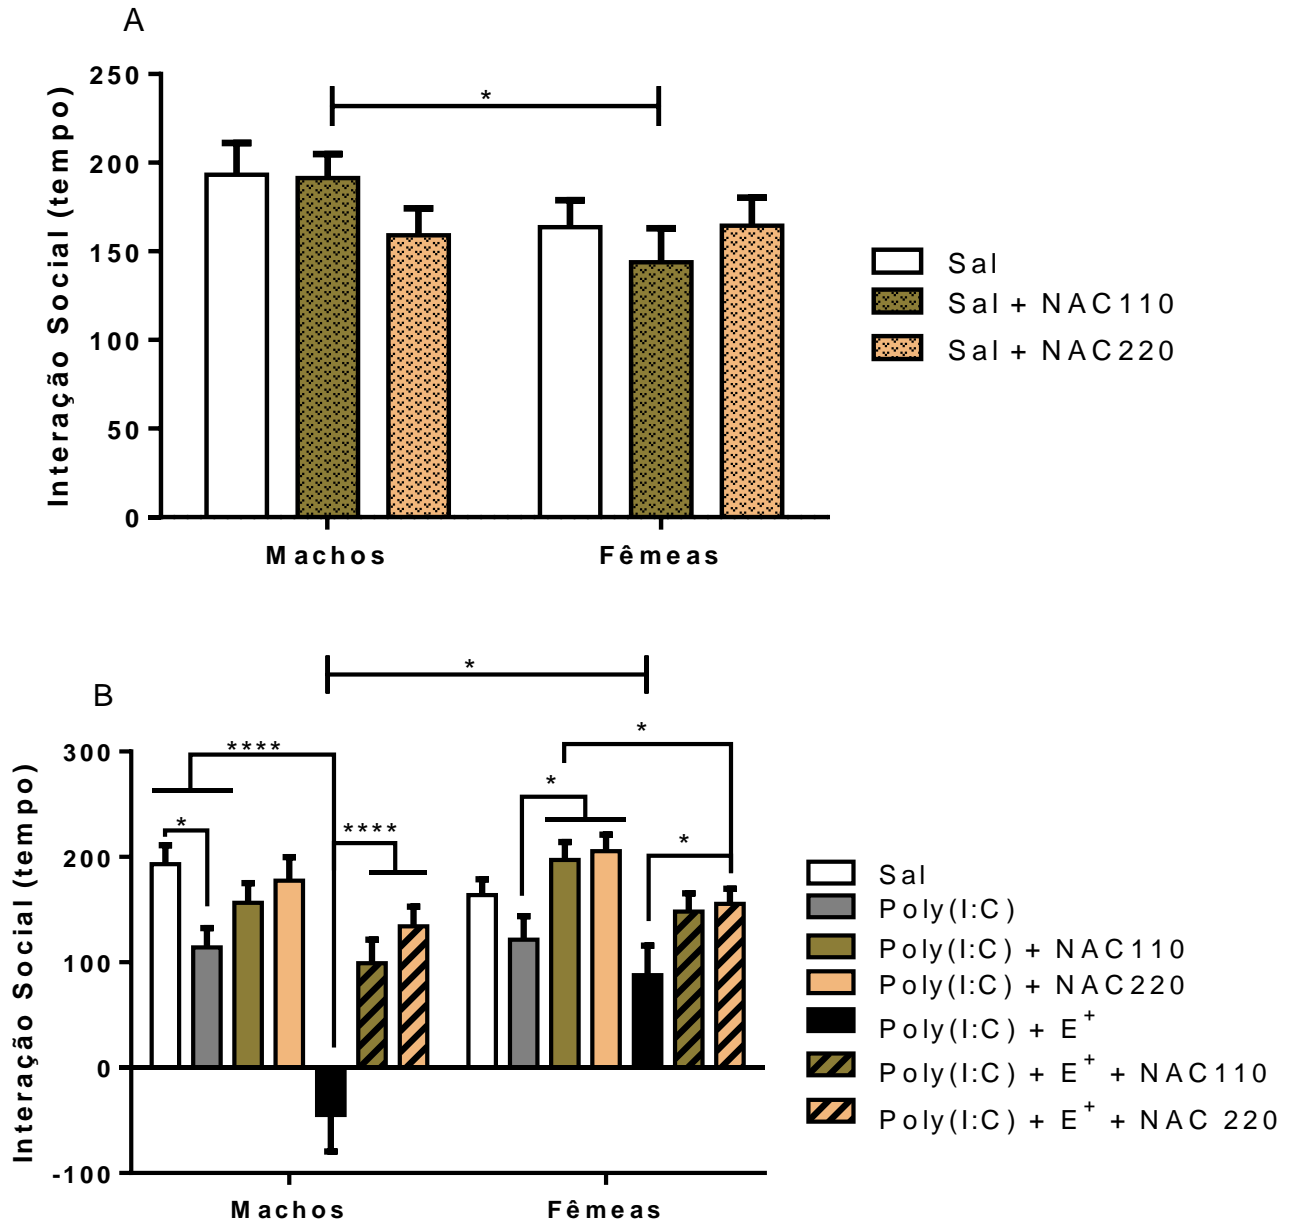 A
Interação Social (tempo)
250
200
150
100
50
0
*
Machos
Fêmeas
Sal
Sal + NAC110
Sal + NAC220
B
Interação Social (tempo)
300
200
100
0
-100
*
****
*
****
*
*
*
Machos
Fêmeas
Sal
Poly(I:C)
Poly(I:C) + NAC110
Poly(I:C) + NAC220
Poly(I:C) + E⁺
Poly(I:C) + E⁺ + NAC110
Poly(I:C) + E⁺ + NAC 220